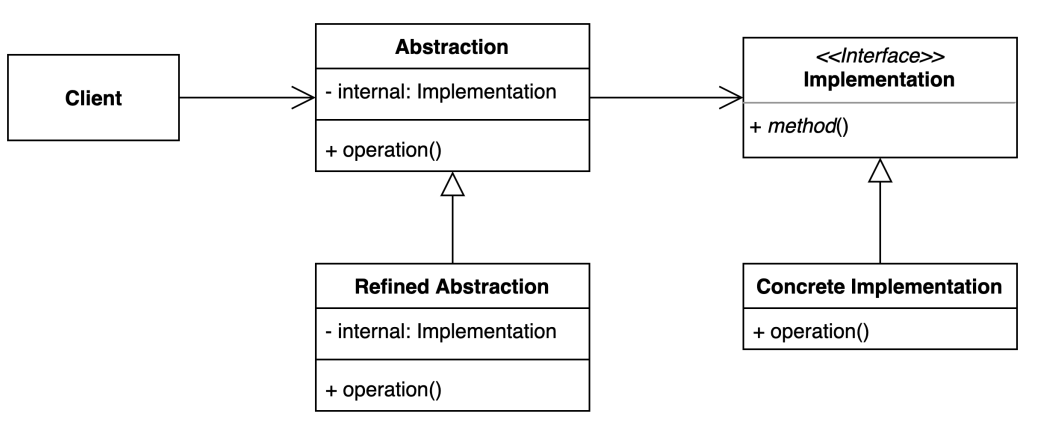 Client
Abstraction
- internal: Implementation
+ operation()
<<Interface>>
Implementation
+ method()
Refined Abstraction
- internal: Implementation
+ operation()
Concrete Implementation
+ operation()